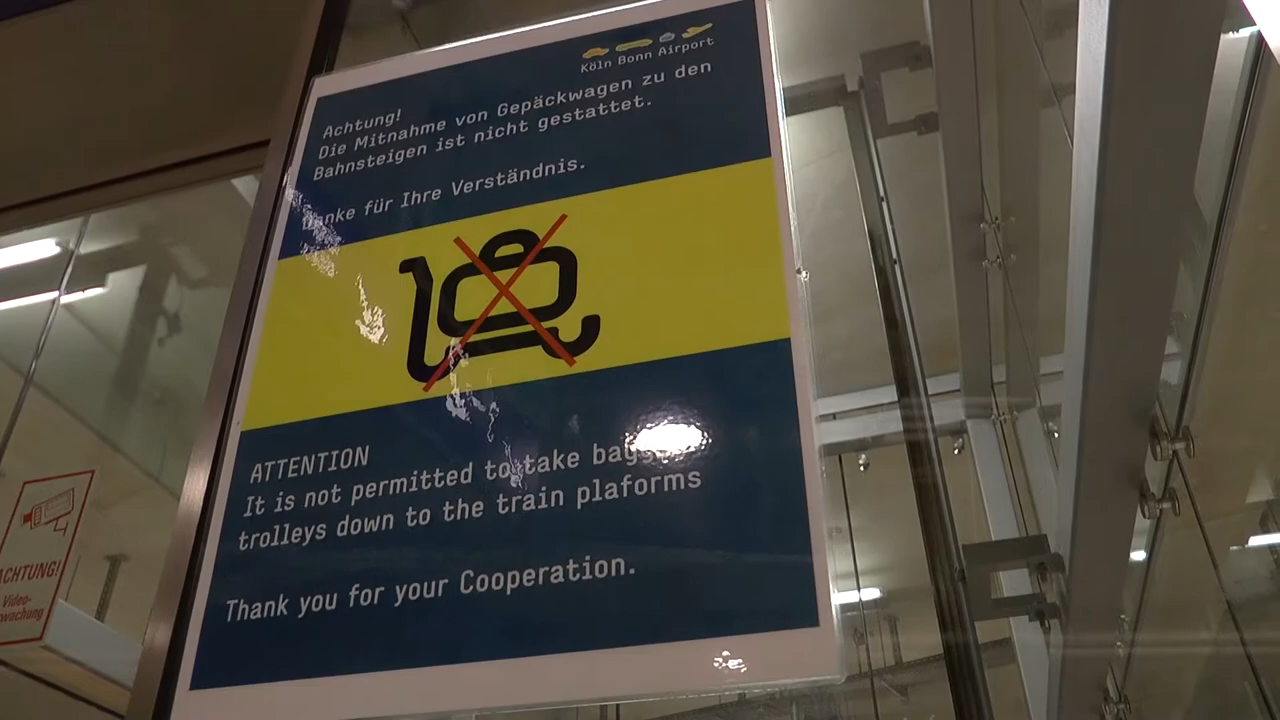 Köln Bonn Airport
Achtung!
Die Mitnahme von Gepäckwagen zu den
Bahnsteigen ist nicht gestattet.
Danke für Ihre Verständnis.
ATTENTION
It is not permitted to take bags
trolleys down to the train plaforms
Thank you for your Cooperation.
ACHTUNG!
Video-